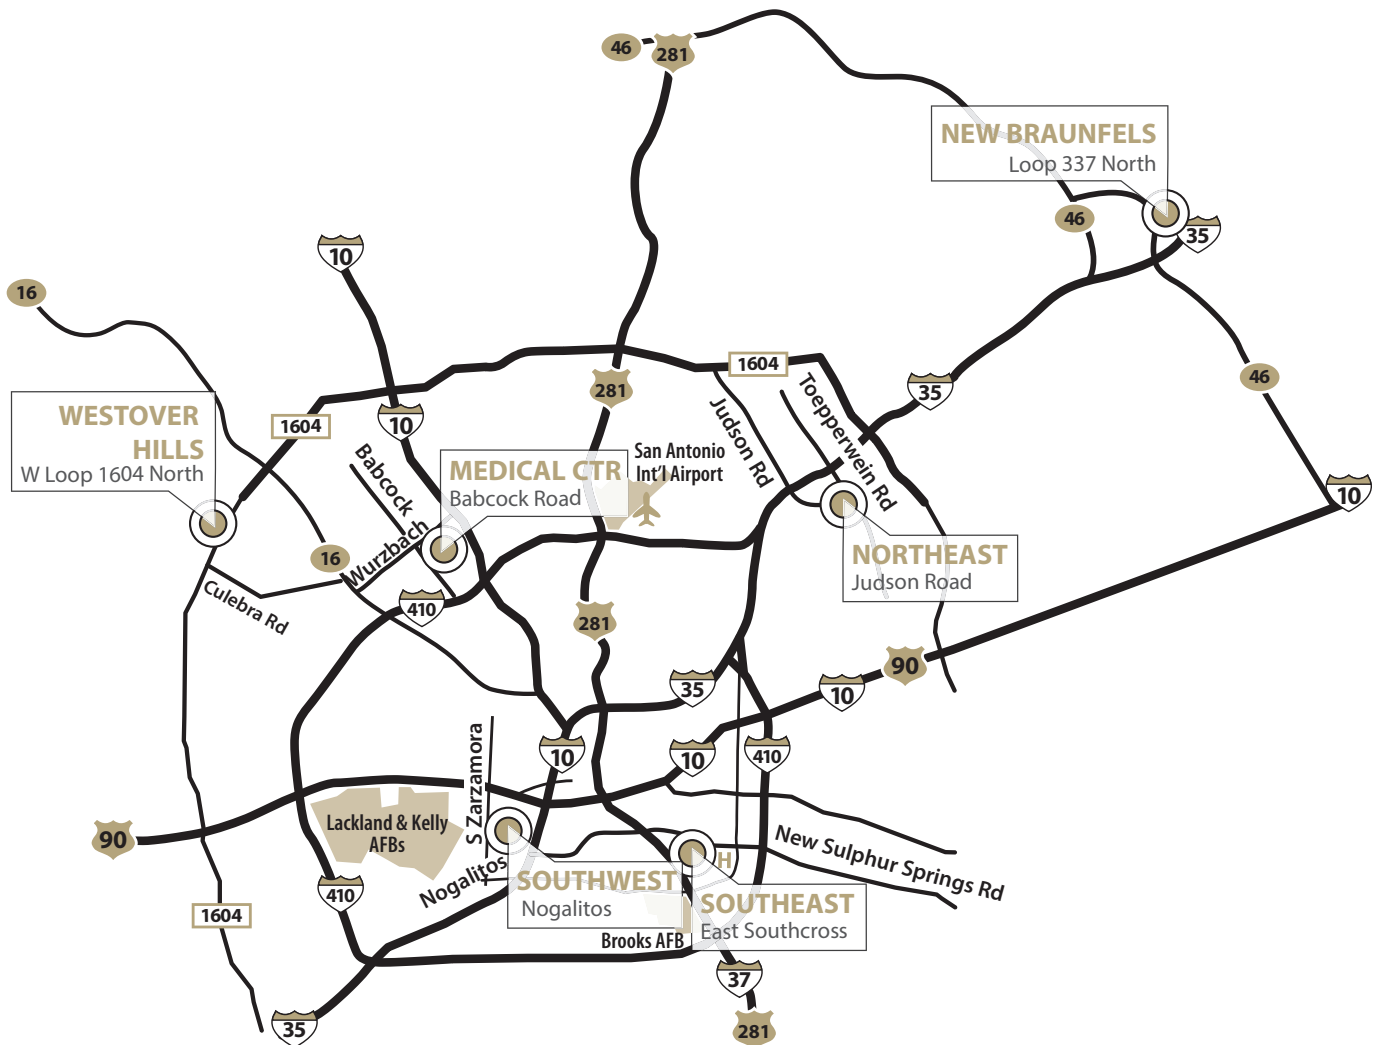 46
281
NEW BRAUNFELS
Loop 337 North
46
35
10
16
1604
281
46
WESTOVER
HILLS
W Loop 1604 North
1604
10
35
Toepperwein Rd
Judson Rd
San Antonio
Int'l Airport
Babcock
MEDICAL CTR
Babcock Road
10
16
Wurzbach
NORTHEAST
Judson Road
Culebra Rd
410
281
90
35
10
10
10
410
S Zarzamora
90
Lackland & Kelly
AFBs
New Sulphur Springs Rd
H
Nogalitos
SOUTHWEST
Nogalitos
410
SOUTHEAST
East Southcross
1604
Brooks AFB
37
35
281